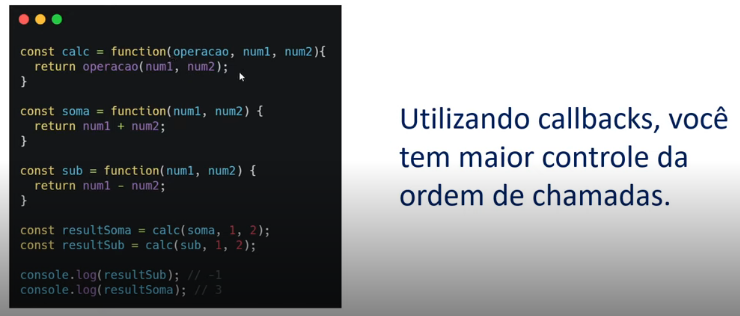 const calc = function(operacao, num1, num2){
return operacao(num1, num2);
}
const soma = function(num1, num2) {
return num1 + num2;
}
const sub = function(num1, num2) {
return num1 - num2;
}
const resultSoma = calc(soma, 1, 2);
const resultSub = calc(sub, 1, 2);
console.log(resultSub); // -1
console.log(resultSoma); // 3
Utilizando callbacks, você
tem maior controle da
ordem de chamadas.